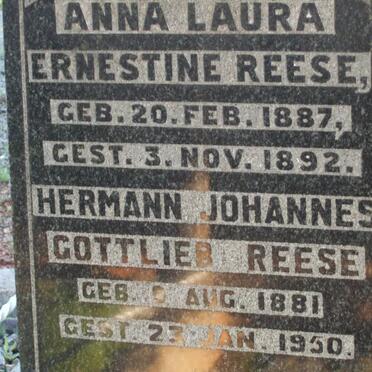 ANNA LAURA
ERNESTINE REESE,
GEB. 20. FEB. 1887,
GEST. 3. NOV. 1892.
HERMANN JOHANNES
GOTTLIEB REESE
GEB. AUG. 1881
GEST 23 JAN. 1950.